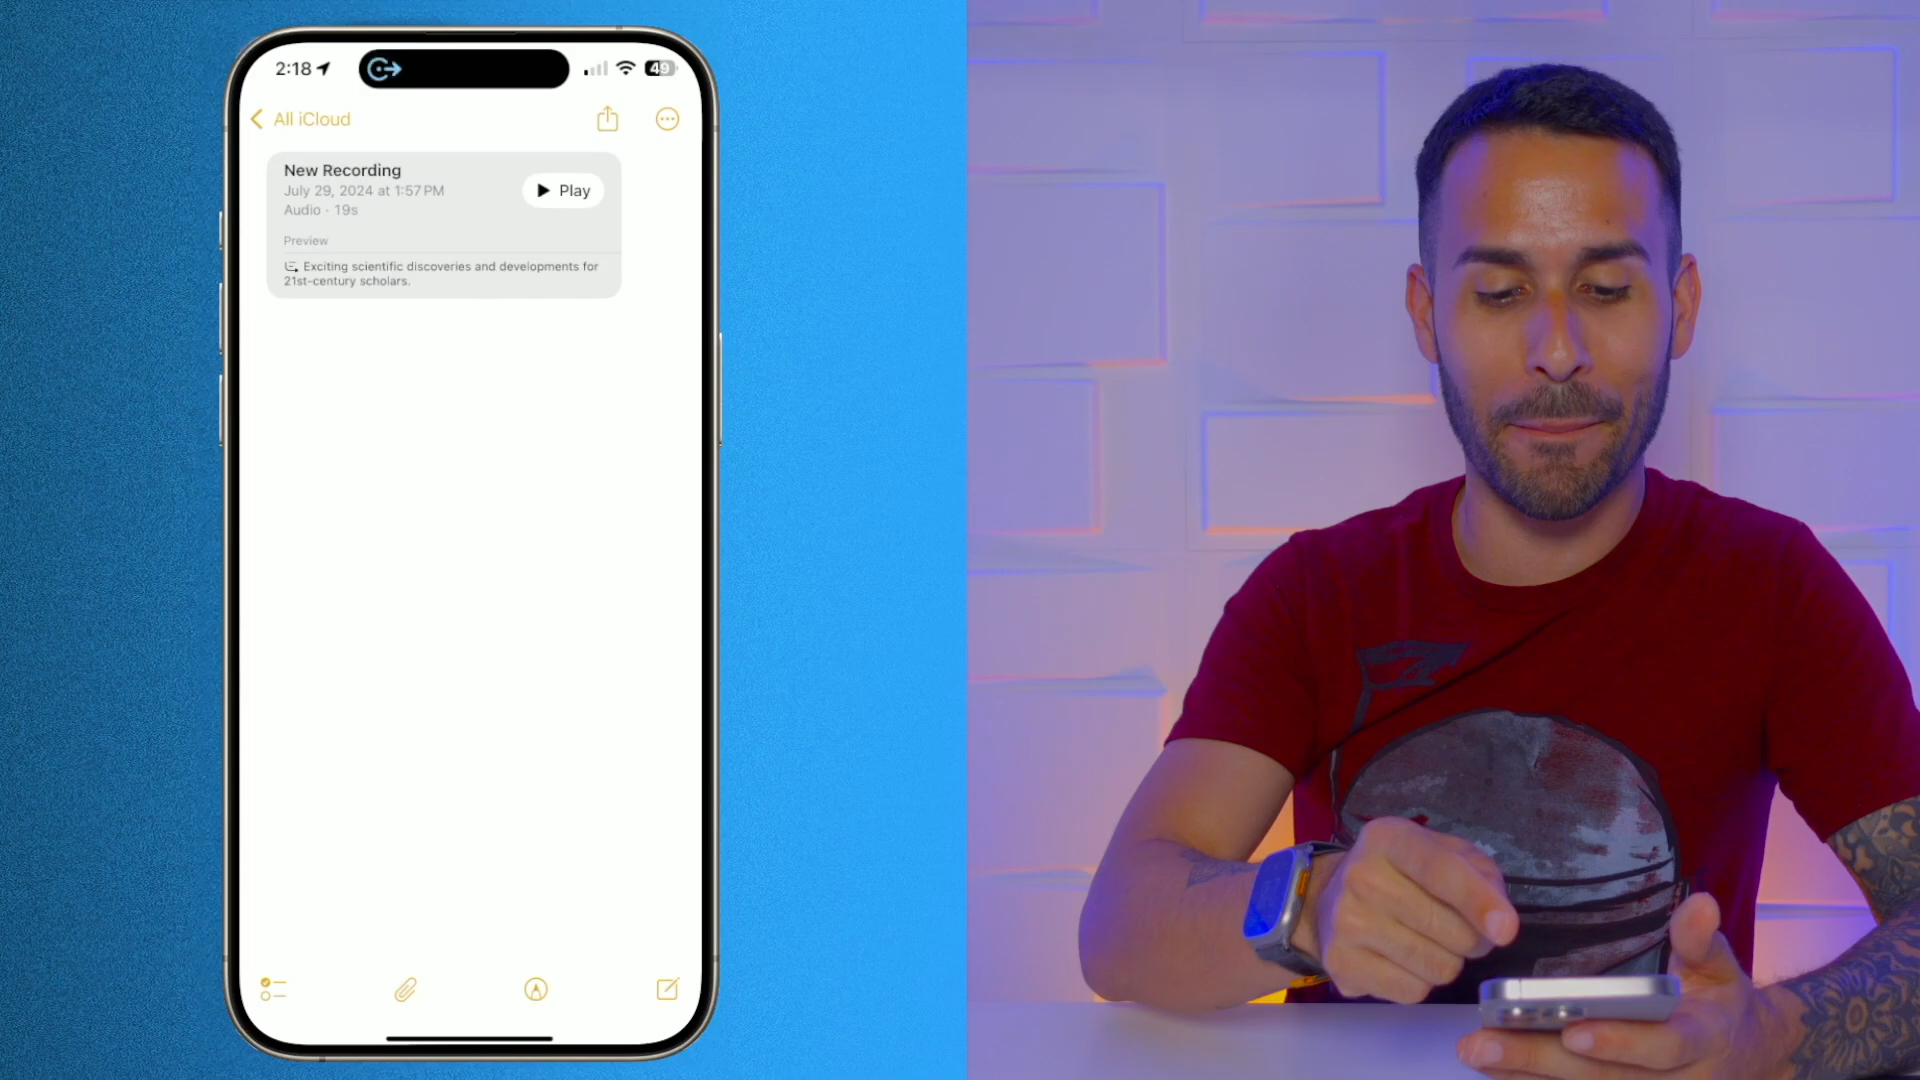 2:18
49
All iCloud
New Recording
July 29, 2024 at 1:57 PM
Play
Audio · 19s
Preview
Exciting scientific discoveries and developments for
21st-century scholars.